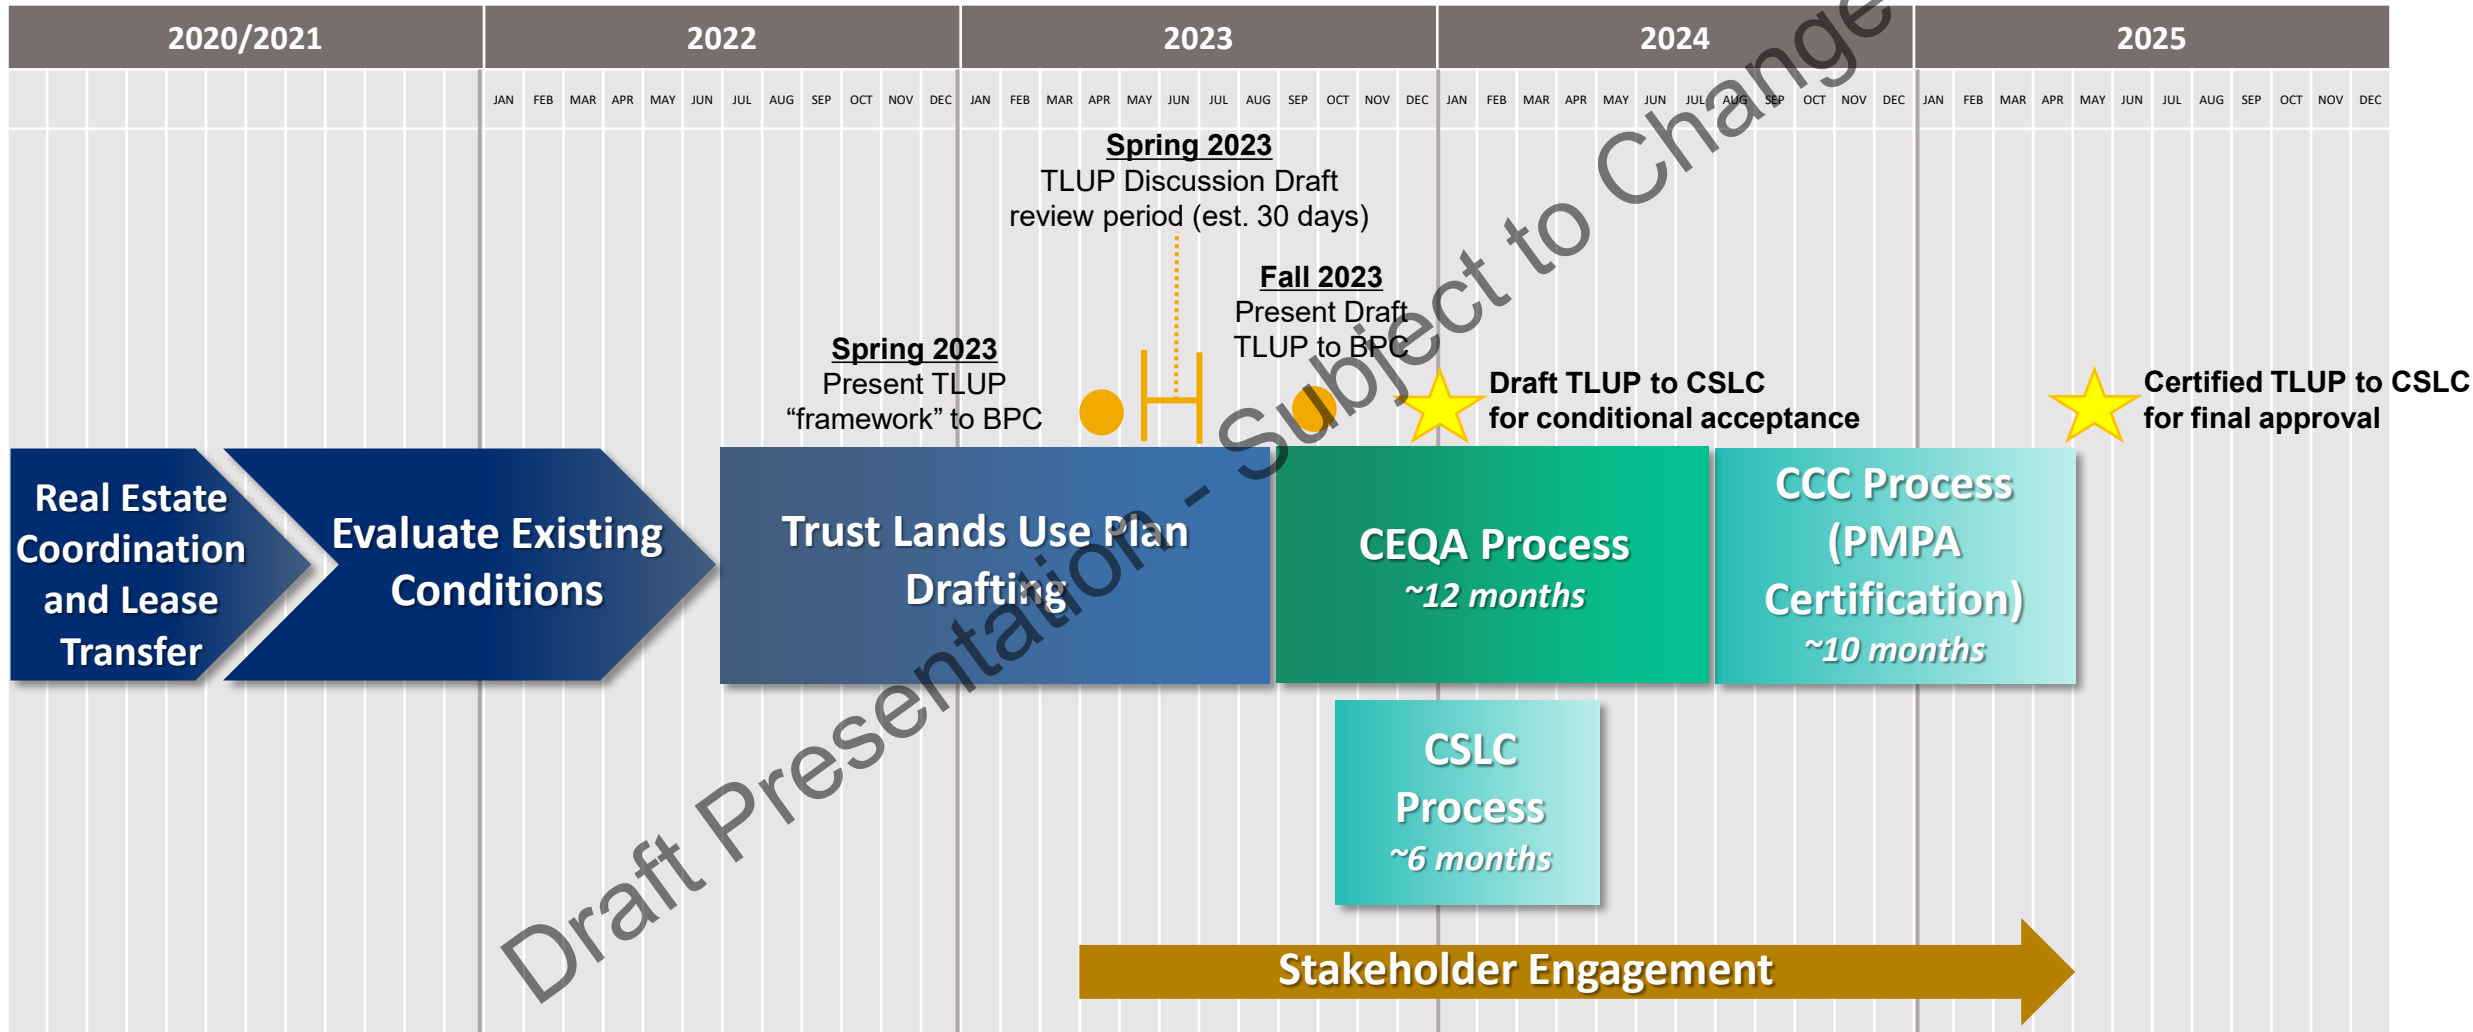 2020/2021 2022 2023 2024 2025
JAN FEB MAR APR MAY JUN JUL AUG SEP OCT NOV DEC JAN FEB MAR APR MAY JUN JUL AUG SEP OCT NOV DEC JAN FEB MAR APR MAY JUN JUL AUG SEP OCT NOV DEC JAN FEB MAR APR MAY JUN JUL AUG SEP OCT NOV DEC
Spring 2023
TLUP Discussion Draft
review period (est. 30 days)
Fall 2023
Present Draft
TLUP to BPC
Spring 2023
Present TLUP
“framework” to BPC
Draft TLUP to CSLC
for conditional acceptance
Certified TLUP to CSLC
for final approval
Real Estate
Coordination
and Lease
Transfer
Evaluate Existing
Conditions
Trust Lands Use Plan
Drafting
CEQA Process
~12 months
CCC Process
(PMPA
Certification)
~10 months
CSLC
Process
~6 months
Stakeholder Engagement
Draft Presentation - Subject to Change